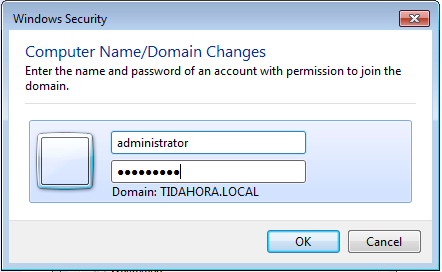 Windows Security
Computer Name/Domain Changes
Enter the name and password of an account with permission to join the
domain.
administrator
●●●●●●●●●
Domain: TIDAHORA.LOCAL
OK
Cancel